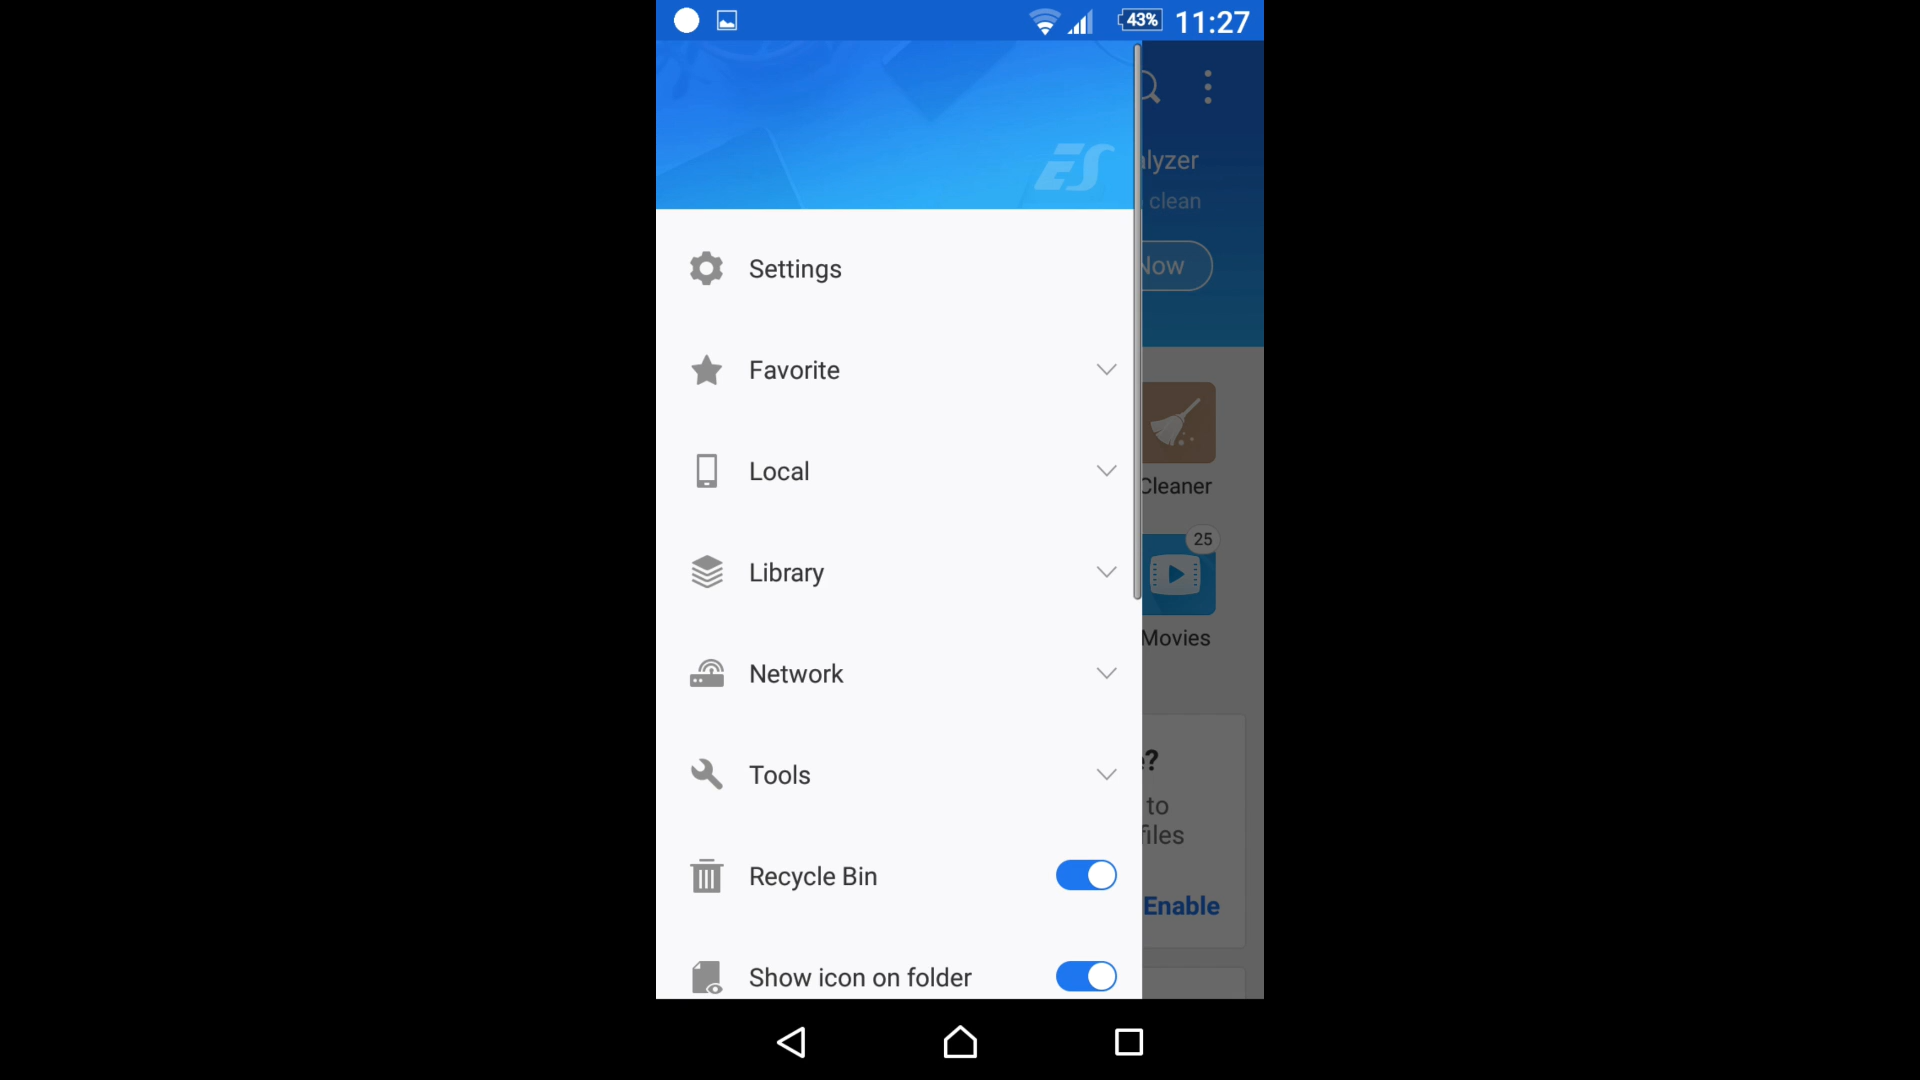 43% 11:27
ES
alyzer
clean
Now
Settings
Favorite
Local
Cleaner
25
Library
Movies
Network
?
Tools
to
files
Recycle Bin
Enable
Show icon on folder